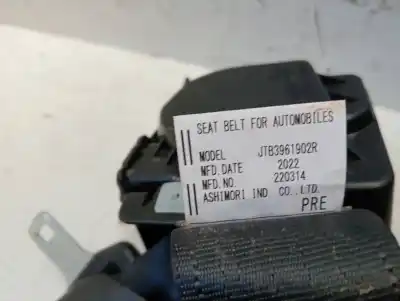 SEAT BELT FOR AUTOMOBILES
MODEL JTB3961902R
MFD.DATE 2022
MFD.NO. 220314
ASHIMORI IND CO.,LTD.
PRE